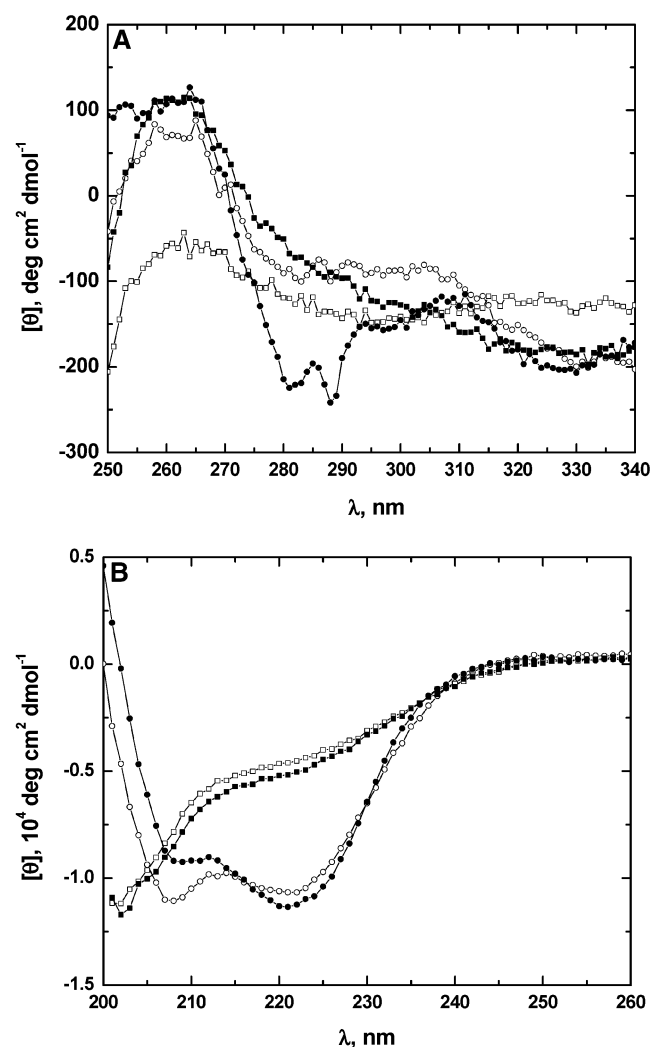 A
200
100
0
-100
-200
-300
[θ], deg cm² dmol⁻¹
250 260 270 280 290 300 310 320 330 340
λ, nm
B
0.5
0.0
-0.5
-1.0
-1.5
[θ], 10⁴ deg cm² dmol⁻¹
200 210 220 230 240 250 260
λ, nm